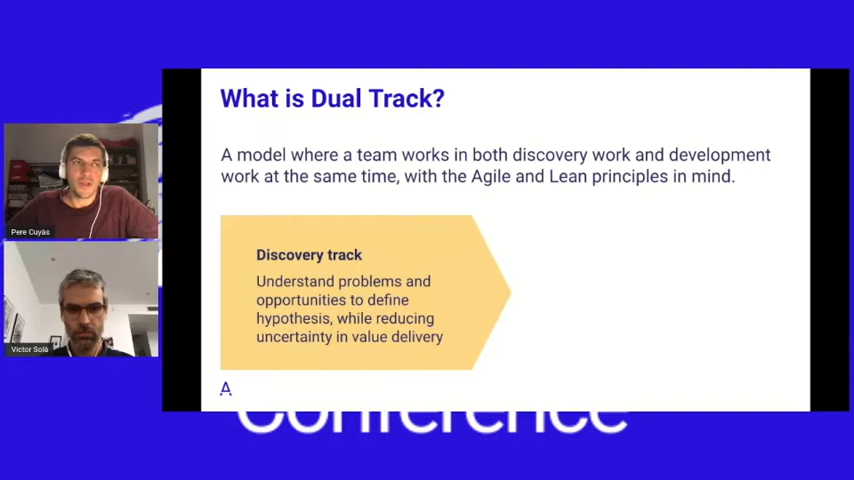 What is Dual Track?
A model where a team works in both discovery work and development
work at the same time, with the Agile and Lean principles in mind.
Discovery track
Understand problems and
opportunities to define
hypothesis, while reducing
uncertainty in value delivery
A
Pere Cuyàs
Víctor Solà
Conference